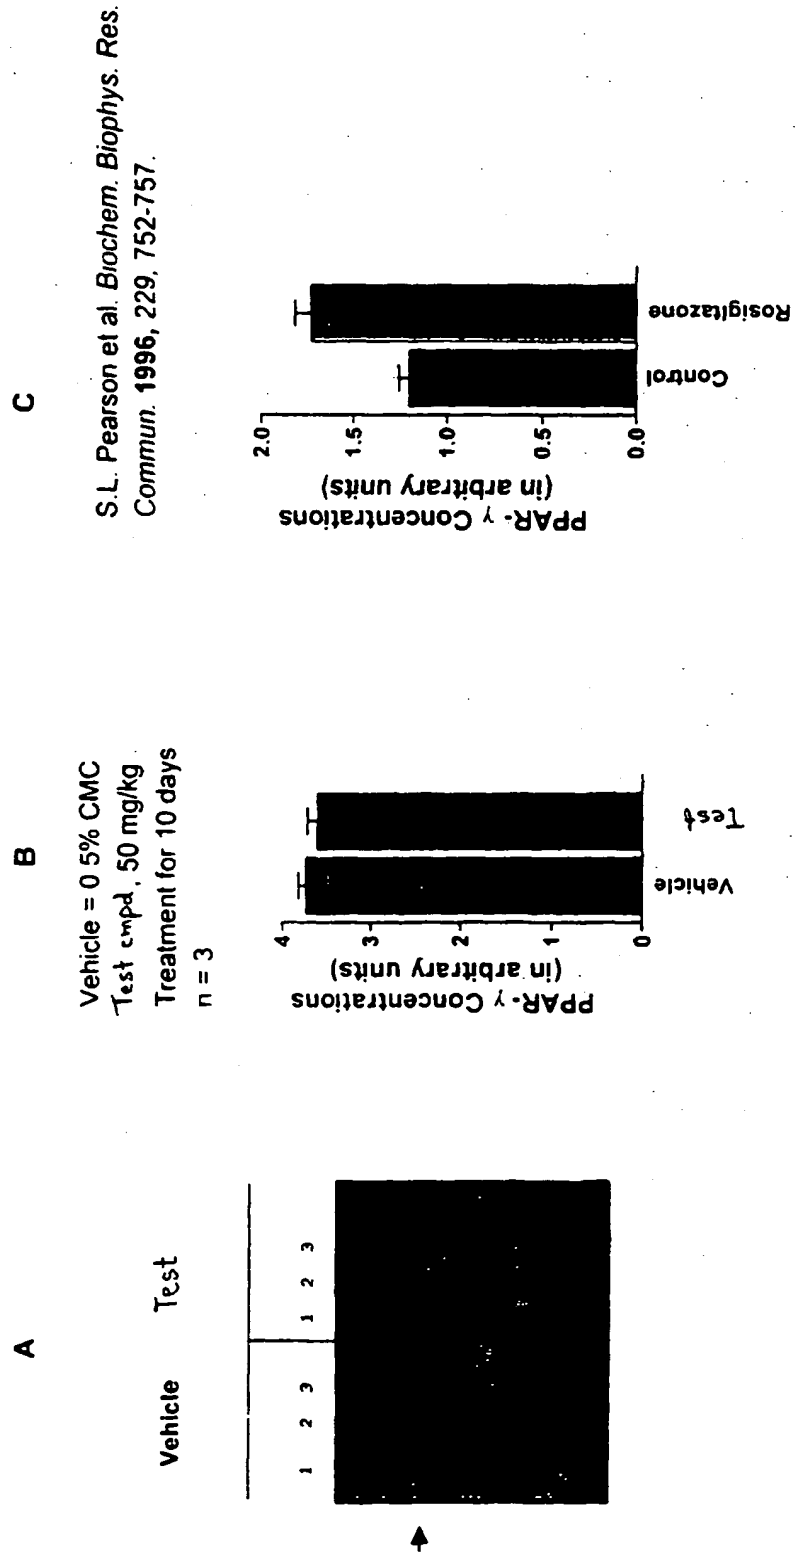 A
Vehicle Test
1 2 3 1 2 3
B
Vehicle = 0 5% CMC
Test cmpd, 50 mg/kg
Treatment for 10 days
n = 3
PPAR-γ Concentrations
(in arbitrary units)
4
3
2
1
0
Vehicle Test
C
S.L. Pearson et al. Biochem. Biophys. Res.
Commun. 1996, 229, 752-757.
PPAR-γ Concentrations
(in arbitrary units)
2.0
1.5
1.0
0.5
0.0
Control Rosigltazone